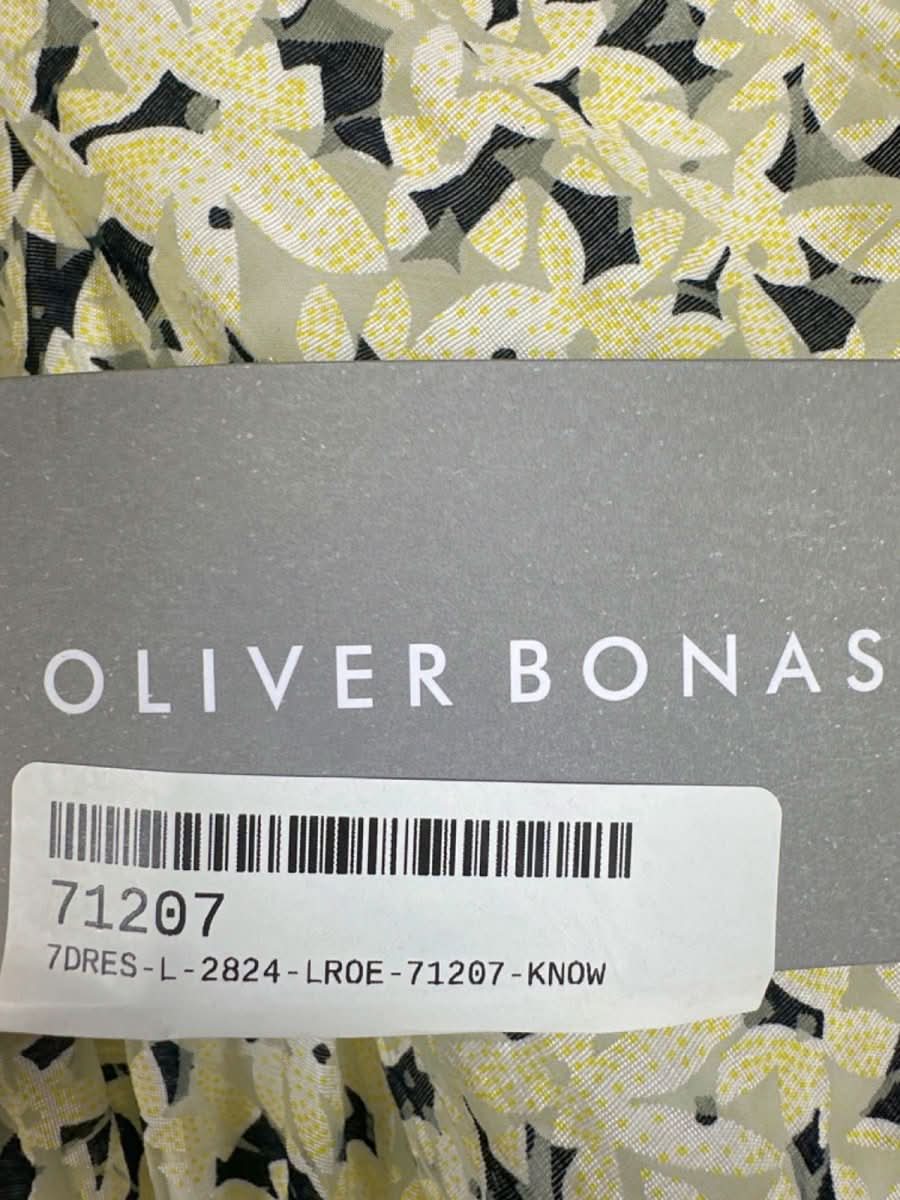 OLIVER BONAS
71207
7DRES-L-2824-LROE-71207-KNOW